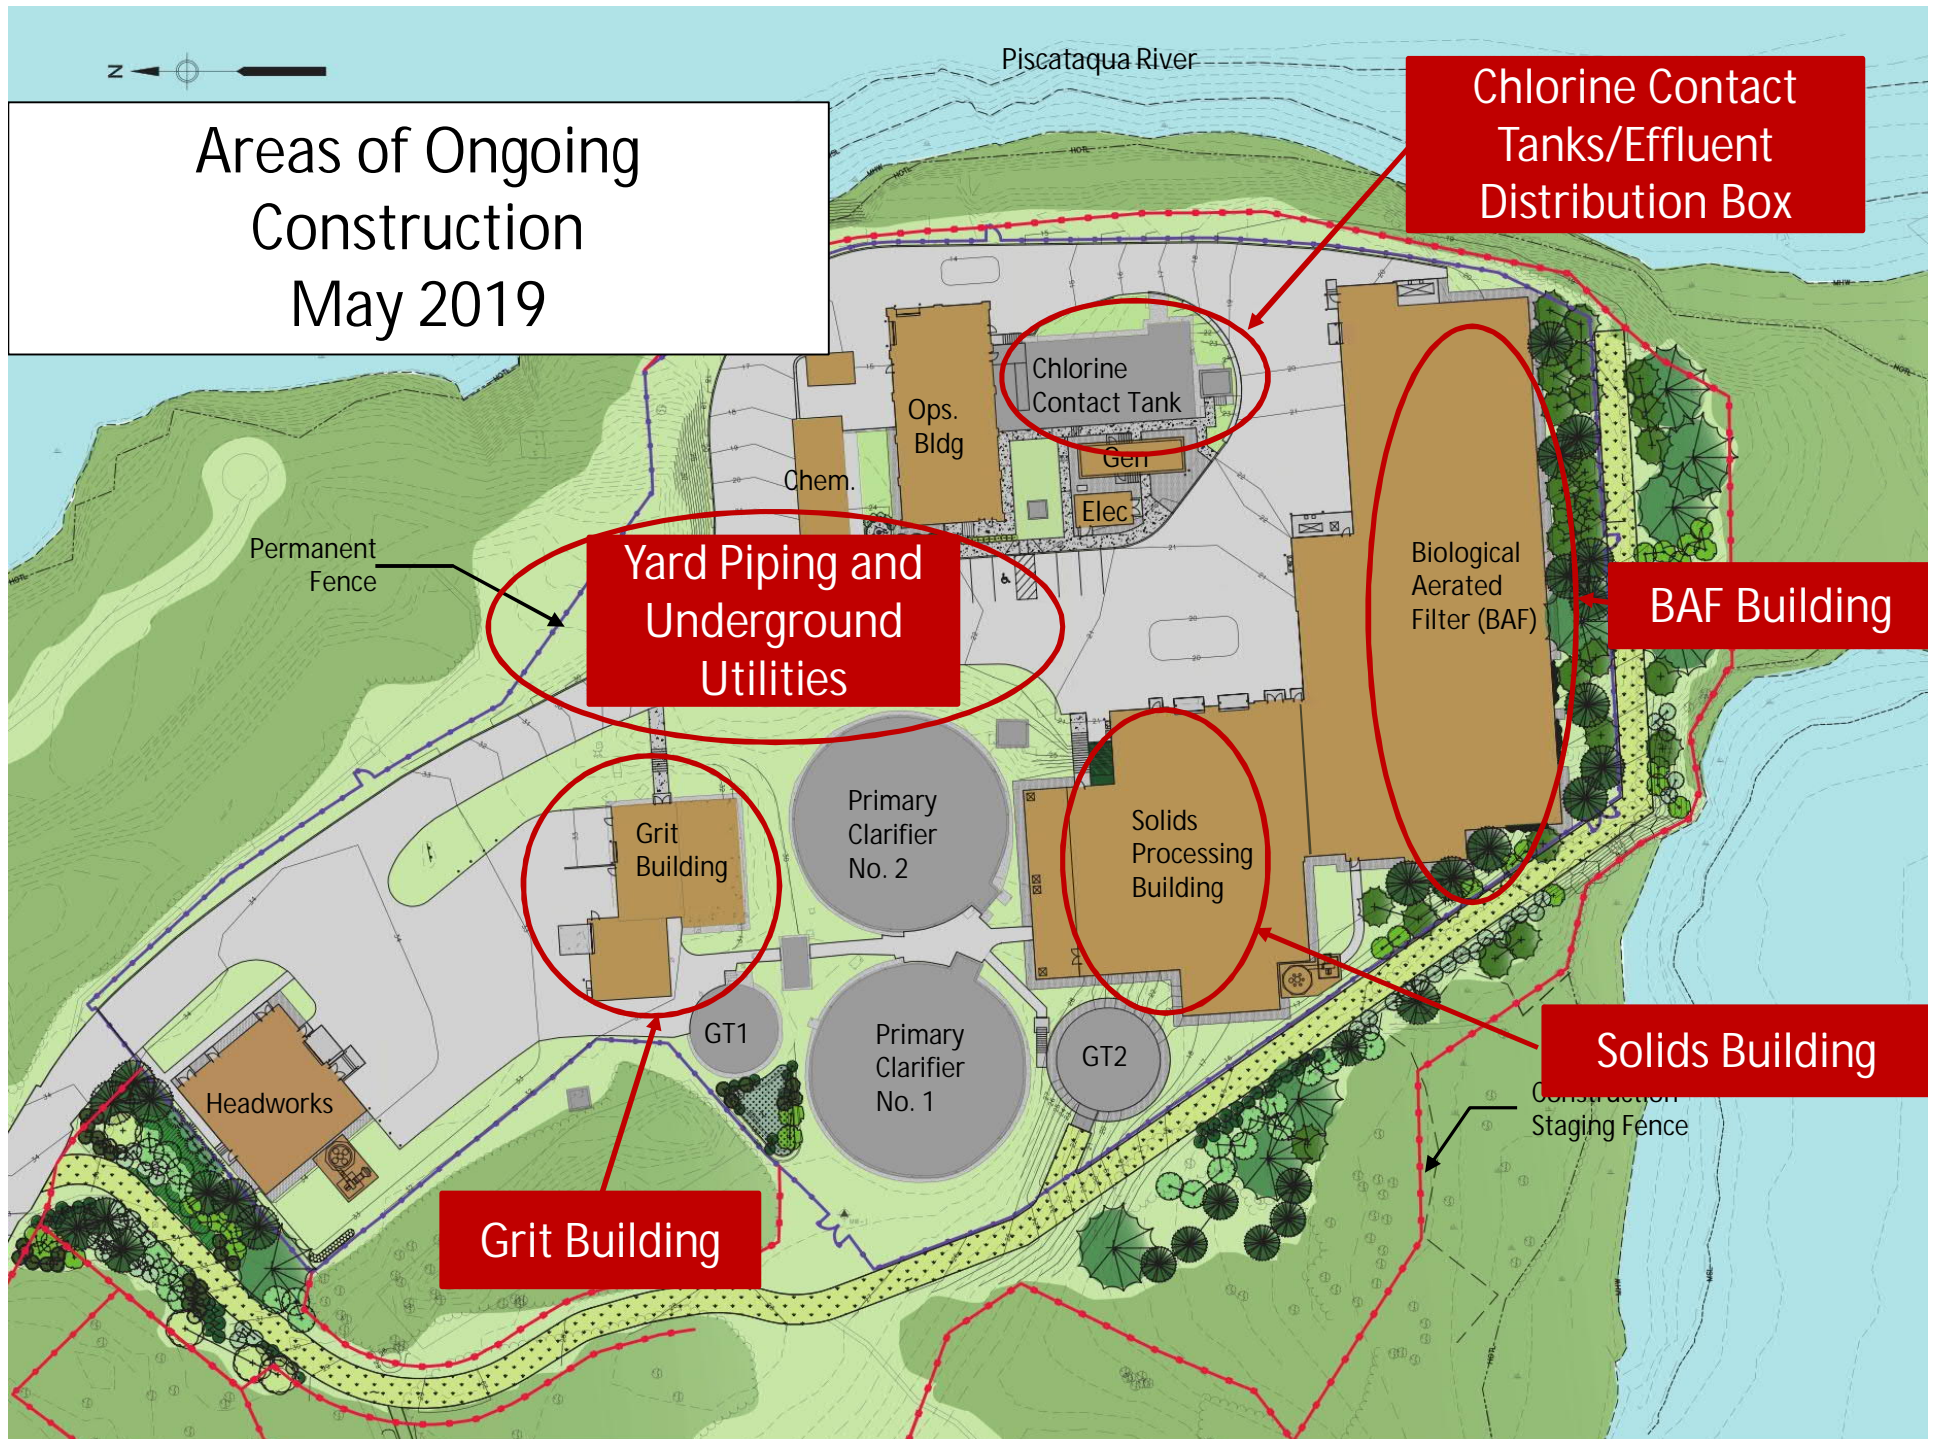 N
Piscataqua River
Areas of Ongoing
Construction
May 2019
Chlorine Contact
Tanks/Effluent
Distribution Box
Chlorine
Contact Tank
Ops.
Bldg
Gen
Chem.
Elec
Permanent
Fence
Yard Piping and
Underground
Utilities
Biological
Aerated
Filter (BAF)
BAF Building
Grit
Building
Primary
Clarifier
No. 2
Solids
Processing
Building
GT1
Primary
Clarifier
No. 1
GT2
Headworks
Solids Building
Construction
Staging Fence
Grit Building